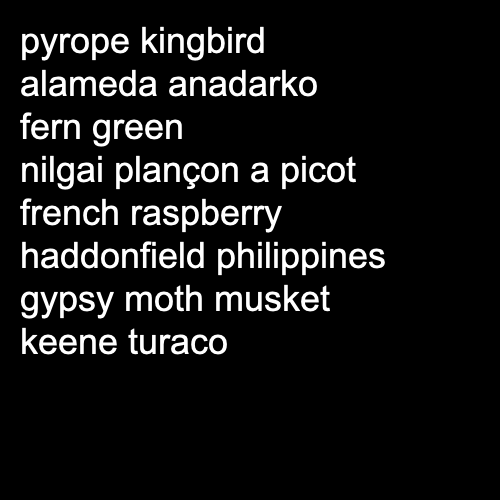 pyrope kingbird
alameda anadarko
fern green
nilgai plançon a picot
french raspberry
haddonfield philippines
gypsy moth musket
keene turaco